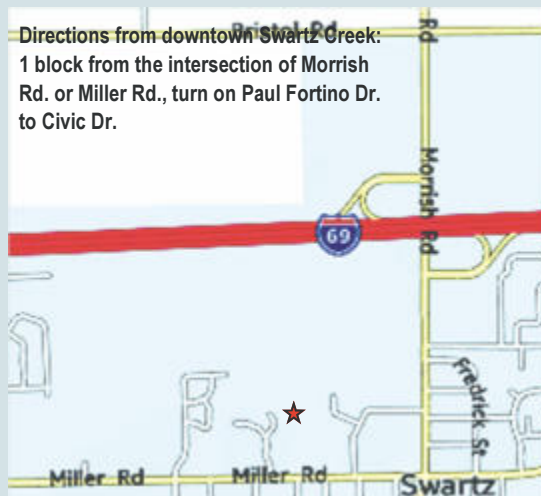 Bristol Rd
Directions from downtown Swartz Creek:
1 block from the intersection of Morrish
Rd. or Miller Rd., turn on Paul Fortino Dr.
to Civic Dr.
Rd
Morrish Rd
69
Fredrick St
Miller Rd
Miller Rd
Swartz